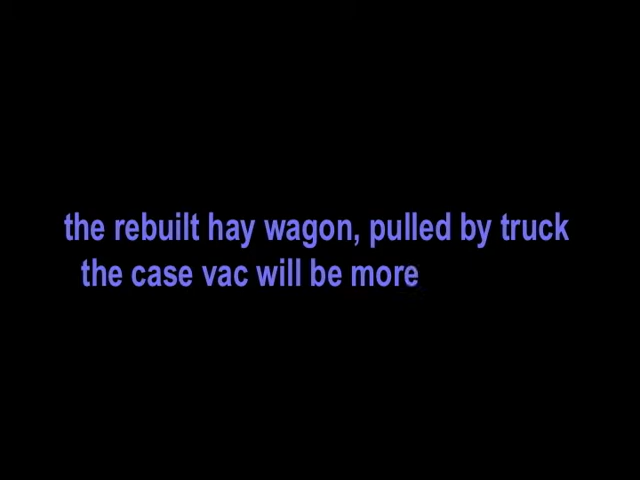 the rebuilt hay wagon, pulled by truck
the case vac will be more